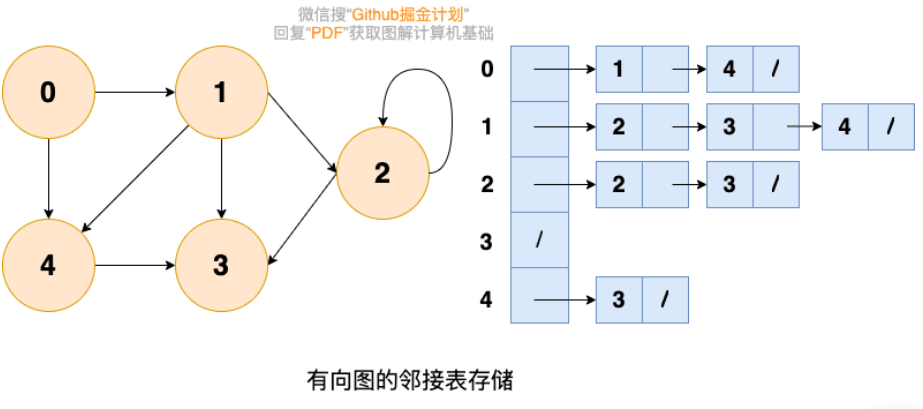 微信搜“Github掘金计划”
回复“PDF”获取图解计算机基础
0 1 2 4 3
0 1 4 /
1 2 3 4 /
2 2 3 /
3 /
4 3 /
有向图的邻接表存储